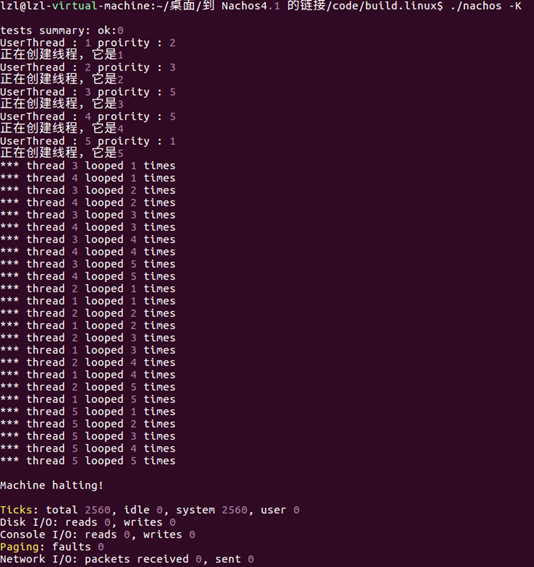 lzl@lzl-virtual-machine:~/桌面/到 Nachos4.1 的链接/code/build.linux$ ./nachos -K
tests summary: ok:0
UserThread : 1 proirity : 2
正在创建线程，它是1
UserThread : 2 proirity : 3
正在创建线程，它是2
UserThread : 3 proirity : 5
正在创建线程，它是3
UserThread : 4 proirity : 5
正在创建线程，它是4
UserThread : 5 proirity : 1
正在创建线程，它是5
*** thread 3 looped 1 times
*** thread 4 looped 1 times
*** thread 3 looped 2 times
*** thread 4 looped 2 times
*** thread 3 looped 3 times
*** thread 4 looped 3 times
*** thread 3 looped 4 times
*** thread 4 looped 4 times
*** thread 3 looped 5 times
*** thread 4 looped 5 times
*** thread 2 looped 1 times
*** thread 1 looped 1 times
*** thread 2 looped 2 times
*** thread 1 looped 2 times
*** thread 2 looped 3 times
*** thread 1 looped 3 times
*** thread 2 looped 4 times
*** thread 1 looped 4 times
*** thread 2 looped 5 times
*** thread 1 looped 5 times
*** thread 5 looped 1 times
*** thread 5 looped 2 times
*** thread 5 looped 3 times
*** thread 5 looped 4 times
*** thread 5 looped 5 times
Machine halting!
Ticks: total 2560, idle 0, system 2560, user 0
Disk I/O: reads 0, writes 0
Console I/O: reads 0, writes 0
Paging: faults 0
Network I/O: packets received 0, sent 0